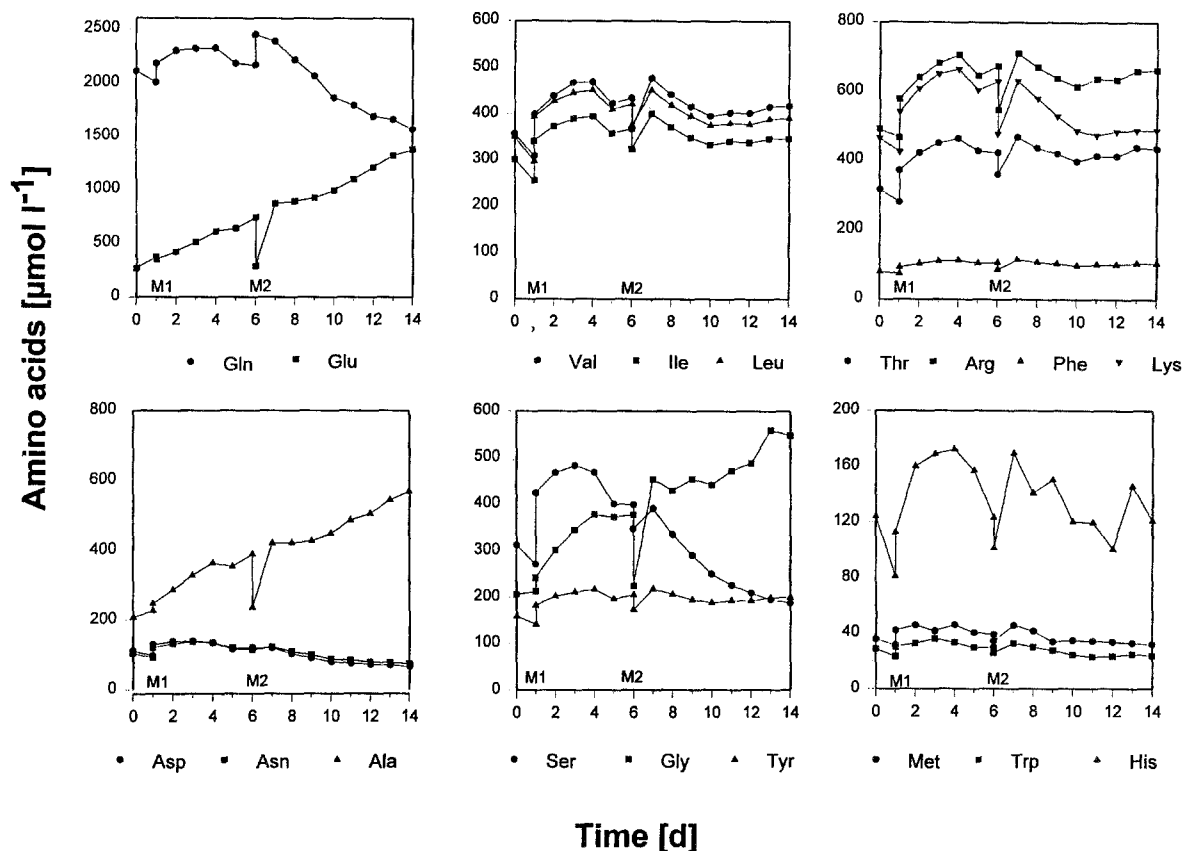 Amino acids [µmol l-1]
2500
2000
1500
1000
500
0
M1
M2
0 2 4 6 8 10 12 14
Gln Glu
600
500
400
300
200
100
0
M1
M2
0 2 4 6 8 10 12 14
Val Ile Leu
800
600
400
200
0
M1
M2
0 2 4 6 8 10 12 14
Thr Arg Phe Lys
800
600
400
200
0
M1
M2
0 2 4 6 8 10 12 14
Asp Asn Ala
600
500
400
300
200
100
0
M1
M2
0 2 4 6 8 10 12 14
Ser Gly Tyr
200
160
120
80
40
0
M1
M2
0 2 4 6 8 10 12 14
Met Trp His
Time [d]